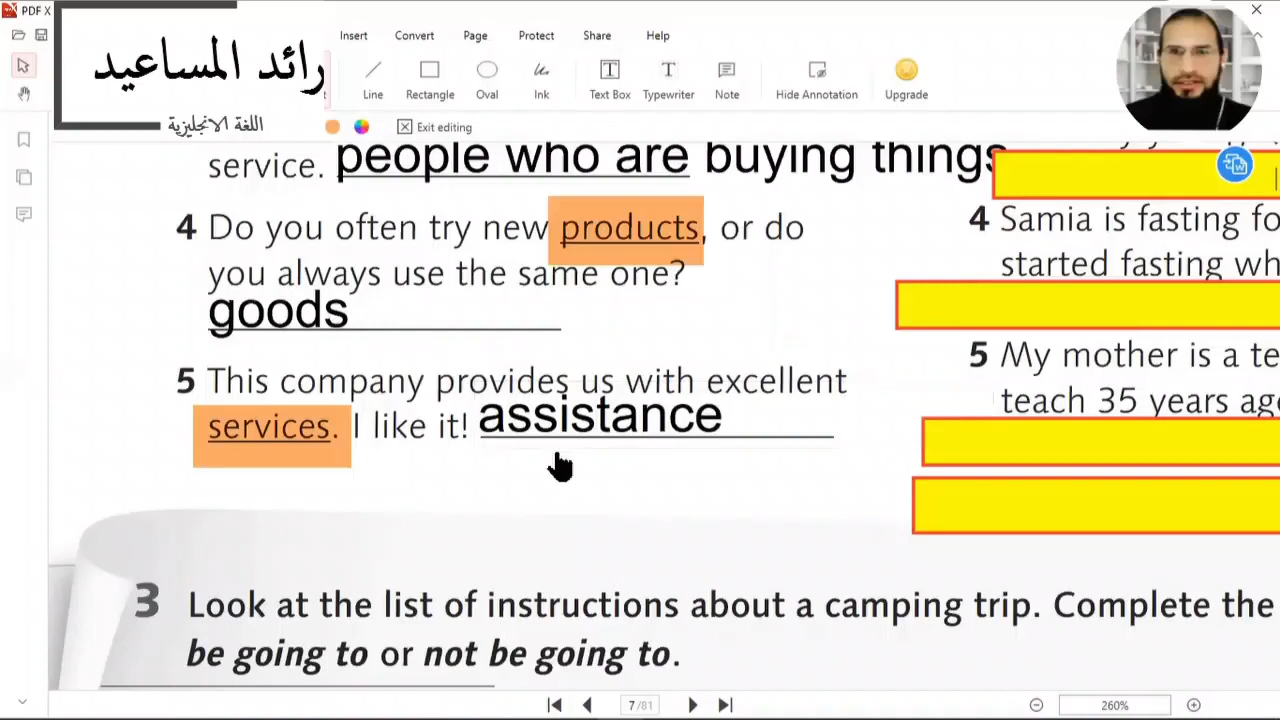 PDF X
رائد المساعيد
اللغة الانجليزية
Insert Convert Page Protect Share Help
Line Rectangle Oval Ink Text Box Typewriter Note Hide Annotation Upgrade
Exit editing
service. people who are buying things
4 Do you often try new products, or do
you always use the same one?
goods
5 This company provides us with excellent
services. I like it! assistance
4 Samia is fasting fo
started fasting wh
5 My mother is a te
teach 35 years ag
3 Look at the list of instructions about a camping trip. Complete the
be going to or not be going to.
7/81
260%